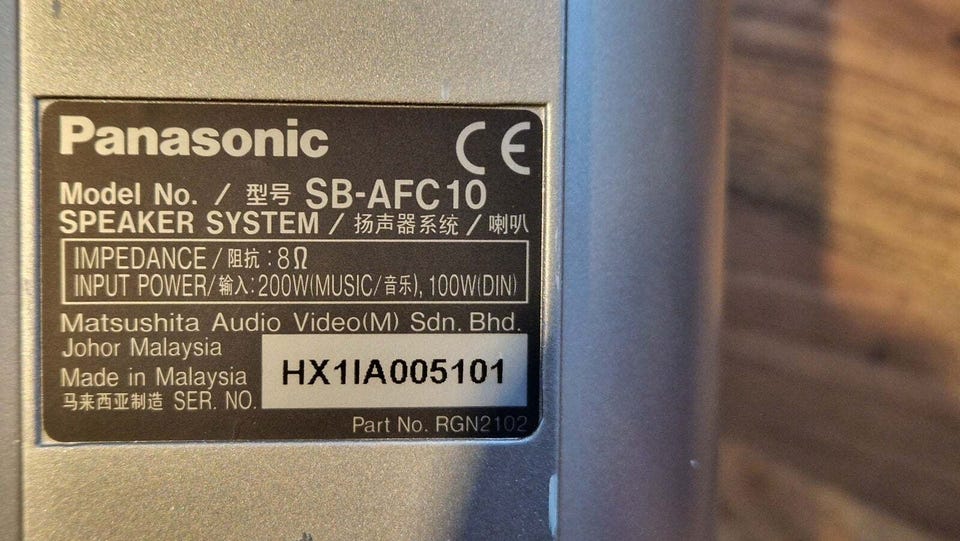 Panasonic CE
Model No. / 型号 SB-AFC10
SPEAKER SYSTEM / 扬声器系统 / 喇叭
IMPEDANCE / 阻抗 : 8Ω
INPUT POWER/输入: 200W(MUSIC/音乐), 100W(DIN)
Matsushita Audio Video(M) Sdn. Bhd.
Johor Malaysia
Made in Malaysia HX1IA005101
马来西亚制造 SER. NO.
Part No. RGN2102